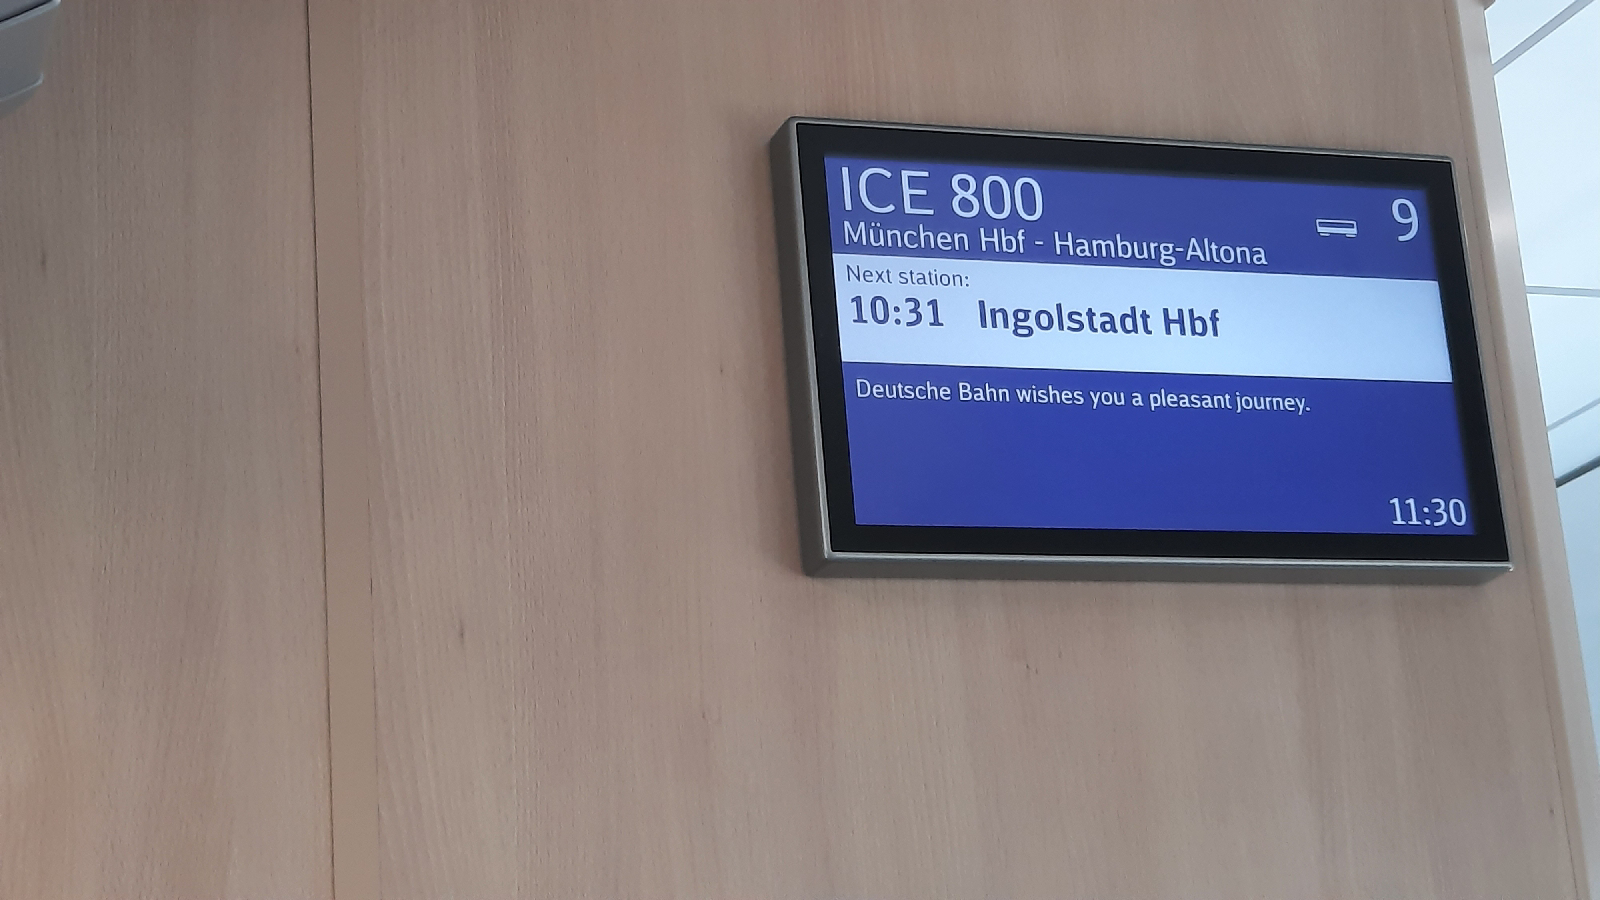 ICE 800
9
München Hbf - Hamburg-Altona
Next station:
10:31 Ingolstadt Hbf
Deutsche Bahn wishes you a pleasant journey.
11:30